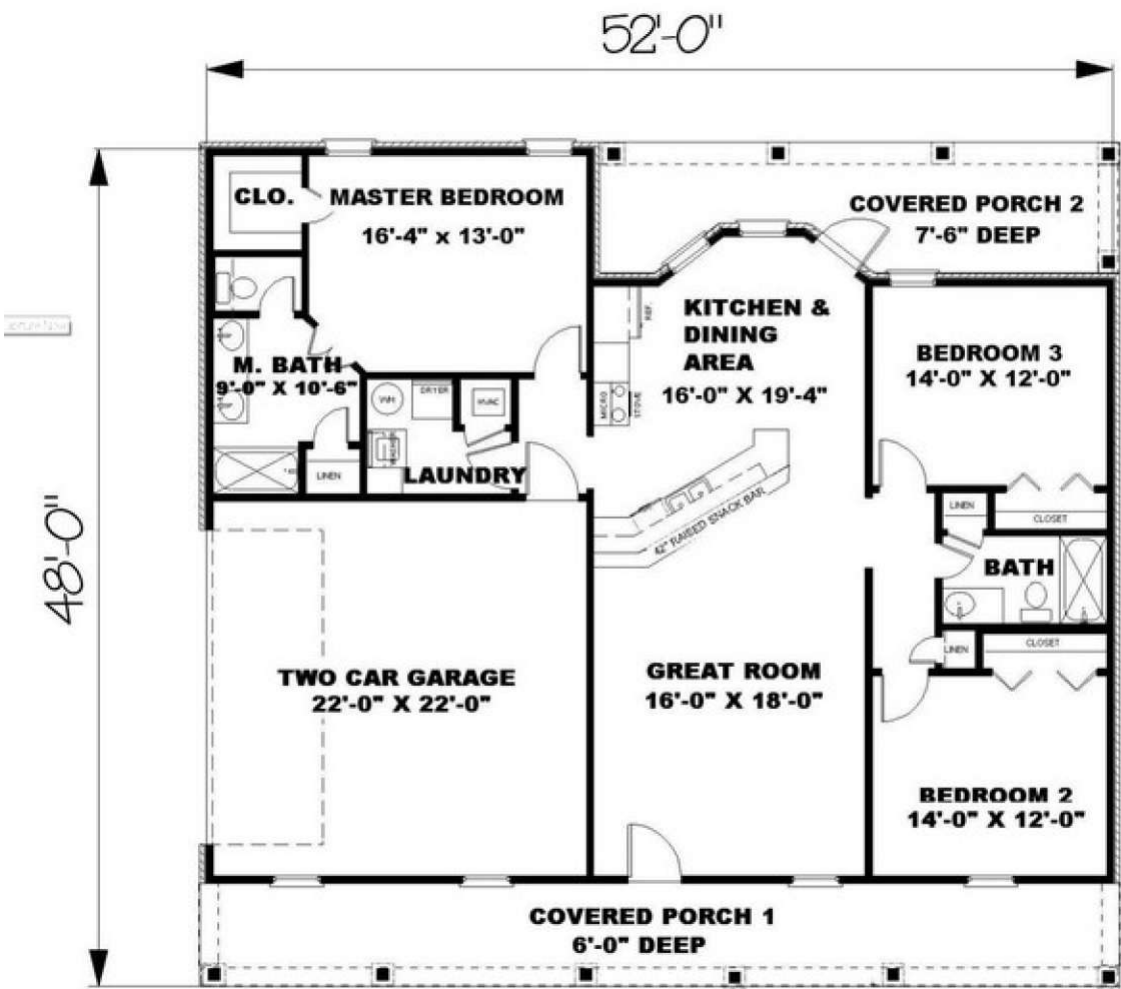 52'-0"
CLO.
MASTER BEDROOM
16'-4" x 13'-0"
COVERED PORCH 2
7'-6" DEEP
REF.
KITCHEN &
DINING
AREA
16'-0" X 19'-4"
BEDROOM 3
14'-0" X 12'-0"
M. BATH
9'-0" X 10'-6"
WH
DRYER
HVAC
MICRO
STOVE
WASHER
LAUNDRY
LINEN
48'-0"
42" RAISED SNACK BAR
LINEN
CLOSET
BATH
LINEN
CLOSET
TWO CAR GARAGE
22'-0" X 22'-0"
GREAT ROOM
16'-0" X 18'-0"
BEDROOM 2
14'-0" X 12'-0"
COVERED PORCH 1
6'-0" DEEP